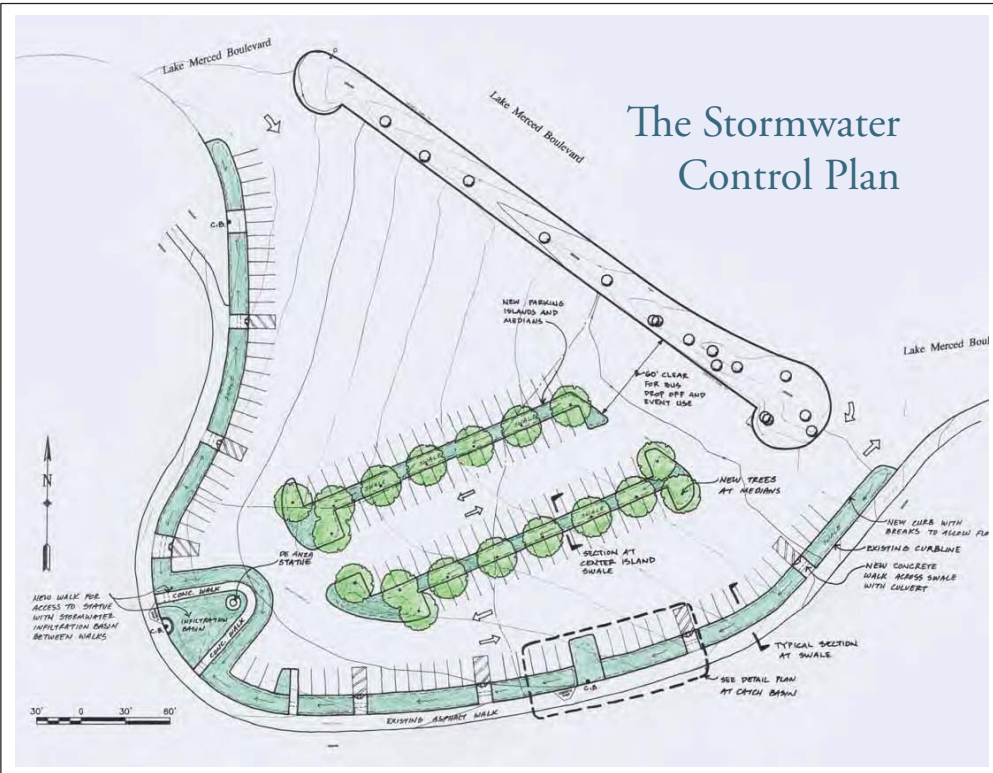 The Stormwater
Control Plan
Lake Merced Boulevard
Lake Merced Boulevard
Lake Merced Boul
C.B.
NEW PARKING
ISLANDS AND
MEDIANS
60' CLEAR
FOR BUS
DROP OFF AND
EVENT USE
SWALE
SWALE
SWALE
SWALE
SWALE
SWALE
N
NEW TREES
AT MEDIANS
DE ANZA
STATUE
SECTION AT
CENTER ISLAND
SWALE
NEW CURB WITH
BREAKS TO ALLOW FLO
EXISTING CURBLINE
NEW CONCRETE
WALK ACROSS SWALE
WITH CULVERT
NEW WALK FOR
ACCESS TO STATUE
WITH STORMWATER
INFILTRATION BASIN
BETWEEN WALKS
CONC. WALK
INFILTRATION
BASIN
C.B.
CONC. WALK
TYPICAL SECTION
AT SWALE
SEE DETAIL PLAN
AT CATCH BASIN
C.B.
EXISTING ASPHALT WALK
30' 0 30' 60'